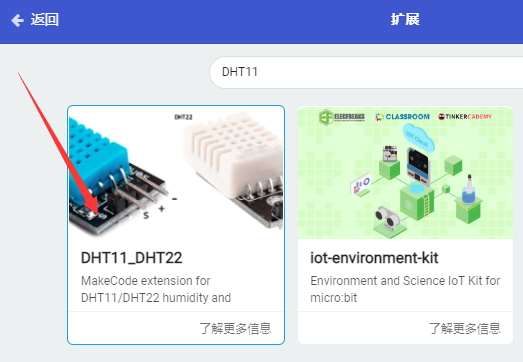 返回
扩展
DHT11
DHT22
S + -
ELECFREAKS CLASSROOM TINKERCADEMY
IOT Cloud
DHT11_DHT22
MakeCode extension for
DHT11/DHT22 humidity and
了解更多信息
iot-environment-kit
Environment and Science IoT Kit for
micro:bit
了解更多信息